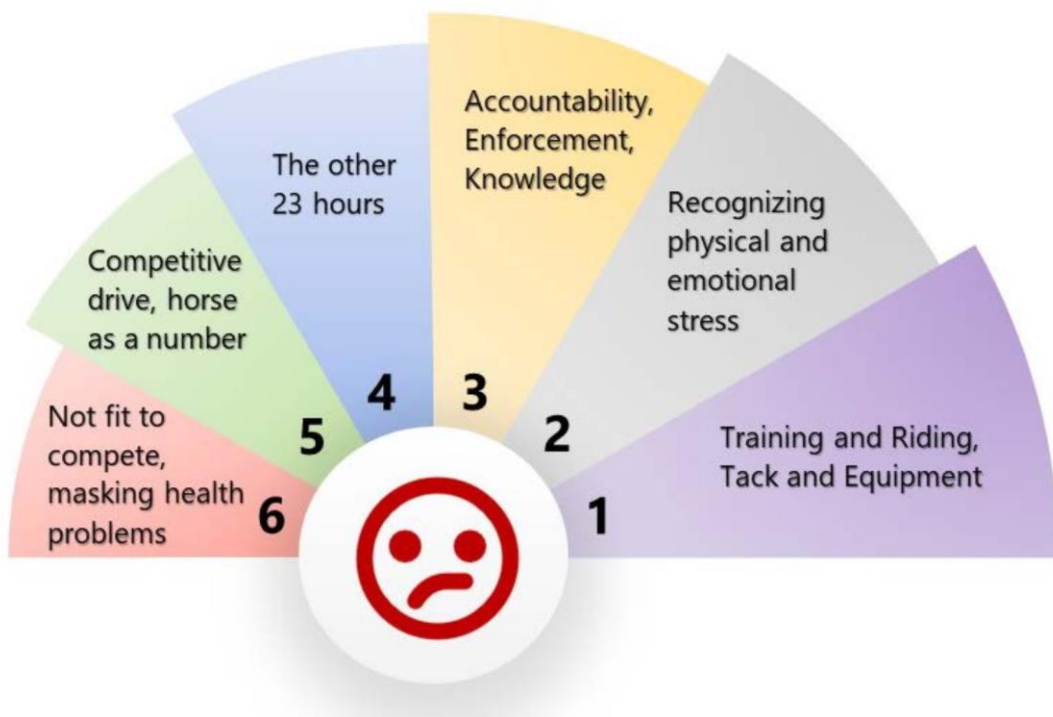 Accountability,
Enforcement,
Knowledge
The other
23 hours
Recognizing
physical and
emotional
stress
Competitive
drive, horse
as a number
Not fit to
compete,
masking health
problems
Training and Riding,
Tack and Equipment
6
5
4
3
2
1